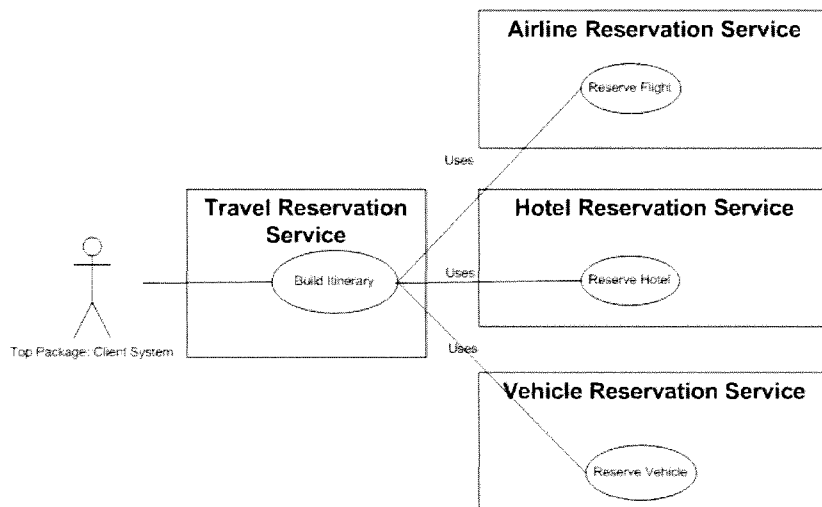 Airline Reservation Service
Reserve Flight
Uses
Travel Reservation
Service
Build Itinerary
Hotel Reservation Service
Uses
Reserve Hotel
Top Package: Client System
Uses
Vehicle Reservation Service
Reserve Vehicle